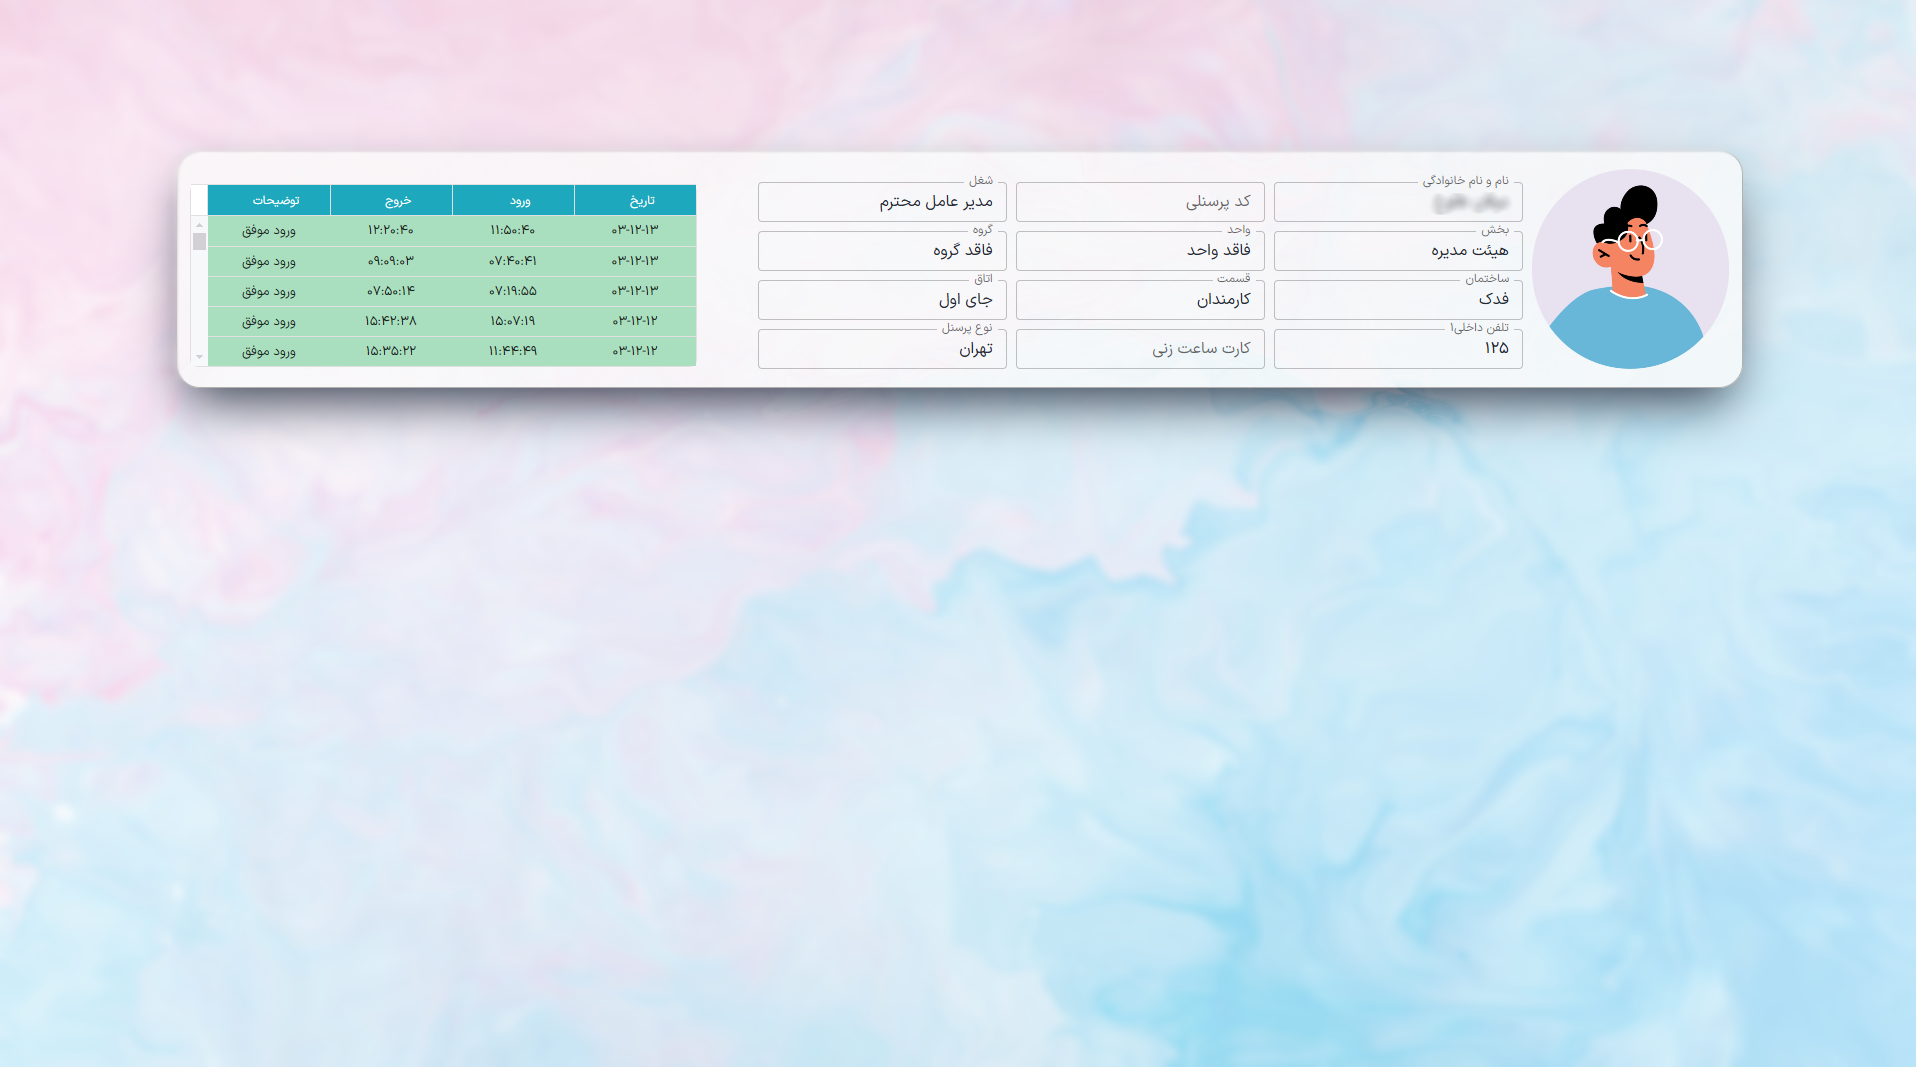 نام و نام خانوادگی
کد پرسنلی
شغل
مدیر عامل محترم
بخش
هیئت مدیره
واحد
فاقد واحد
گروه
فاقد گروه
ساختمان
فدک
قسمت
کارمندان
اتاق
جای اول
تلفن داخلی۱
۱۲۵
کارت ساعت زنی
نوع پرسنل
تهران
تاریخ ورود خروج توضیحات
۰۳-۱۲-۱۳ ۱۱:۵۰:۴۰ ۱۲:۲۰:۴۰ ورود موفق
۰۳-۱۲-۱۳ ۰۷:۴۰:۴۱ ۰۹:۰۹:۰۳ ورود موفق
۰۳-۱۲-۱۳ ۰۷:۱۹:۵۵ ۰۷:۵۰:۱۴ ورود موفق
۰۳-۱۲-۱۲ ۱۵:۰۷:۱۹ ۱۵:۴۲:۳۸ ورود موفق
۰۳-۱۲-۱۲ ۱۱:۴۴:۴۹ ۱۵:۳۵:۲۲ ورود موفق